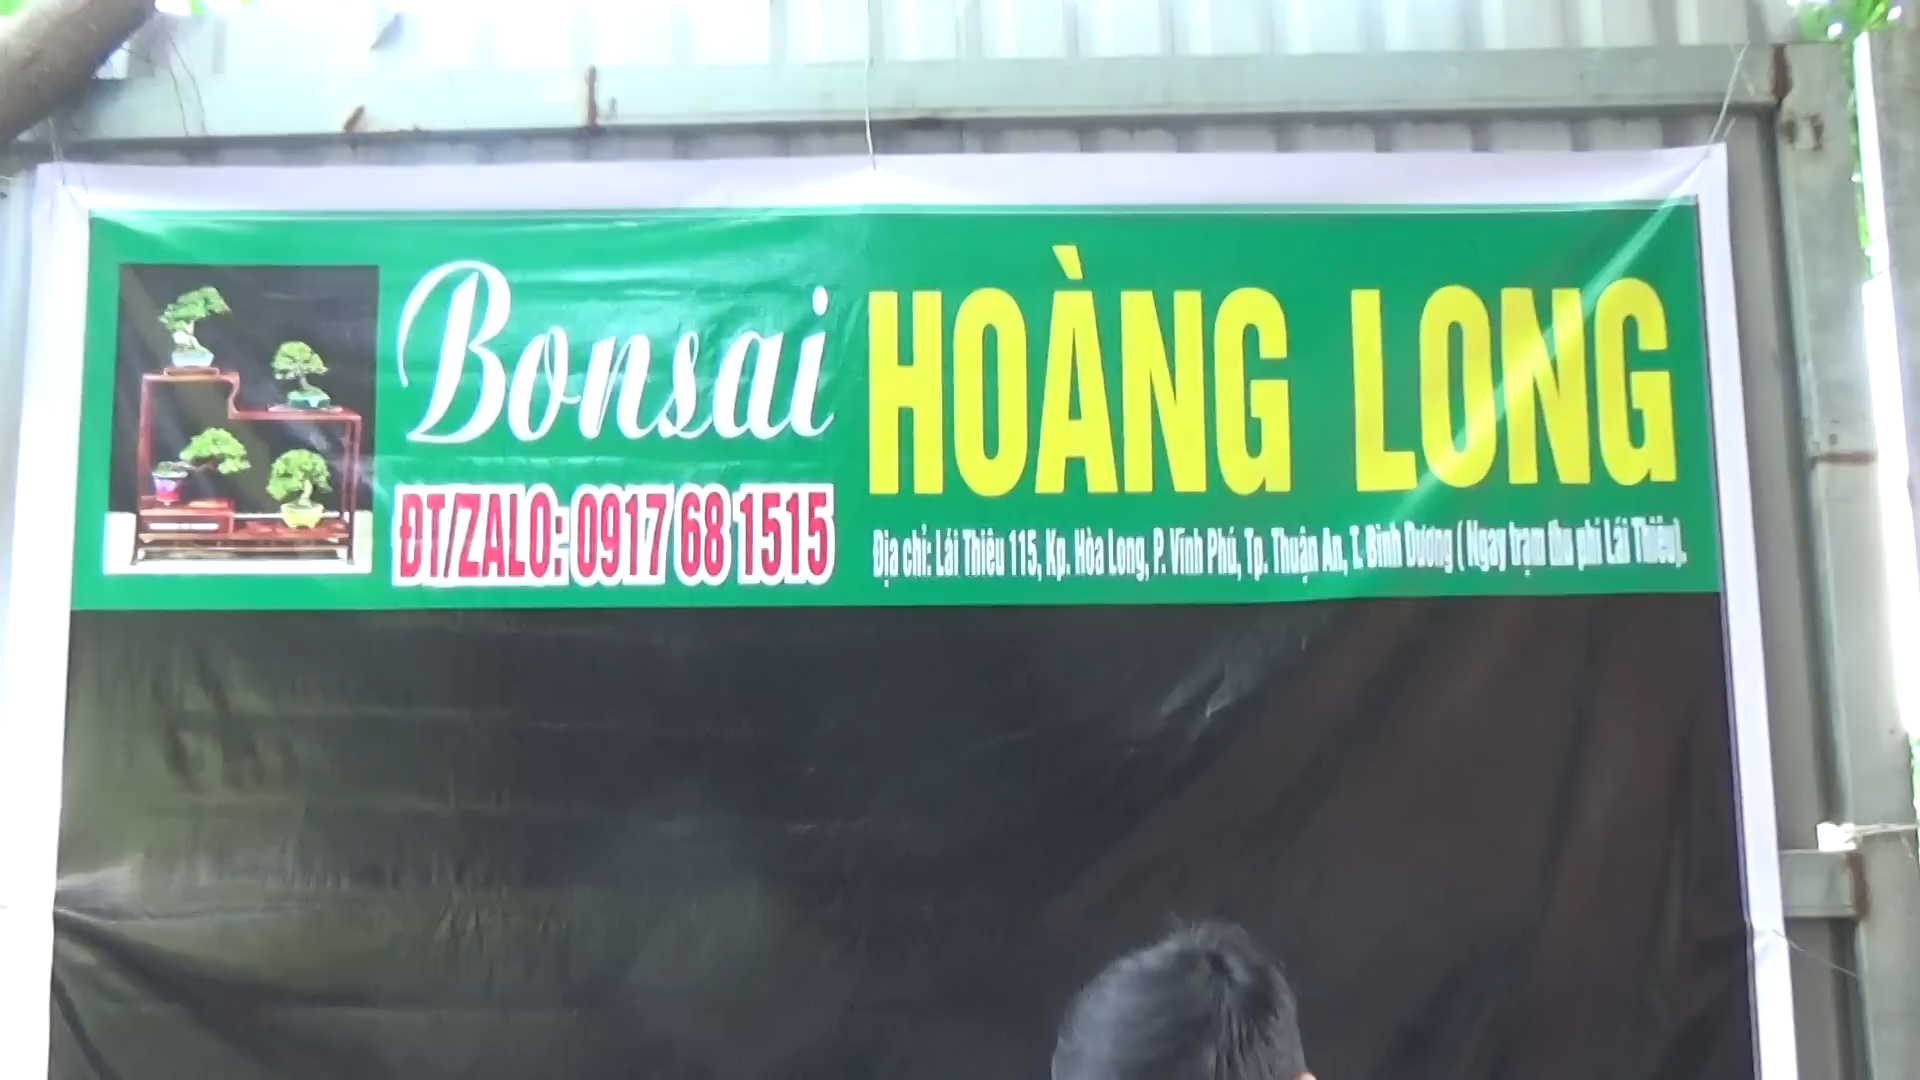 Bonsai HOÀNG LONG
ĐT/ZALO: 0917 68 1515
Địa chỉ: Lái Thiêu 115, Kp. Hòa Long, P. Vĩnh Phú, Tp. Thuận An, T. Bình Dương ( Ngay trạm thu phí Lái Thiêu).